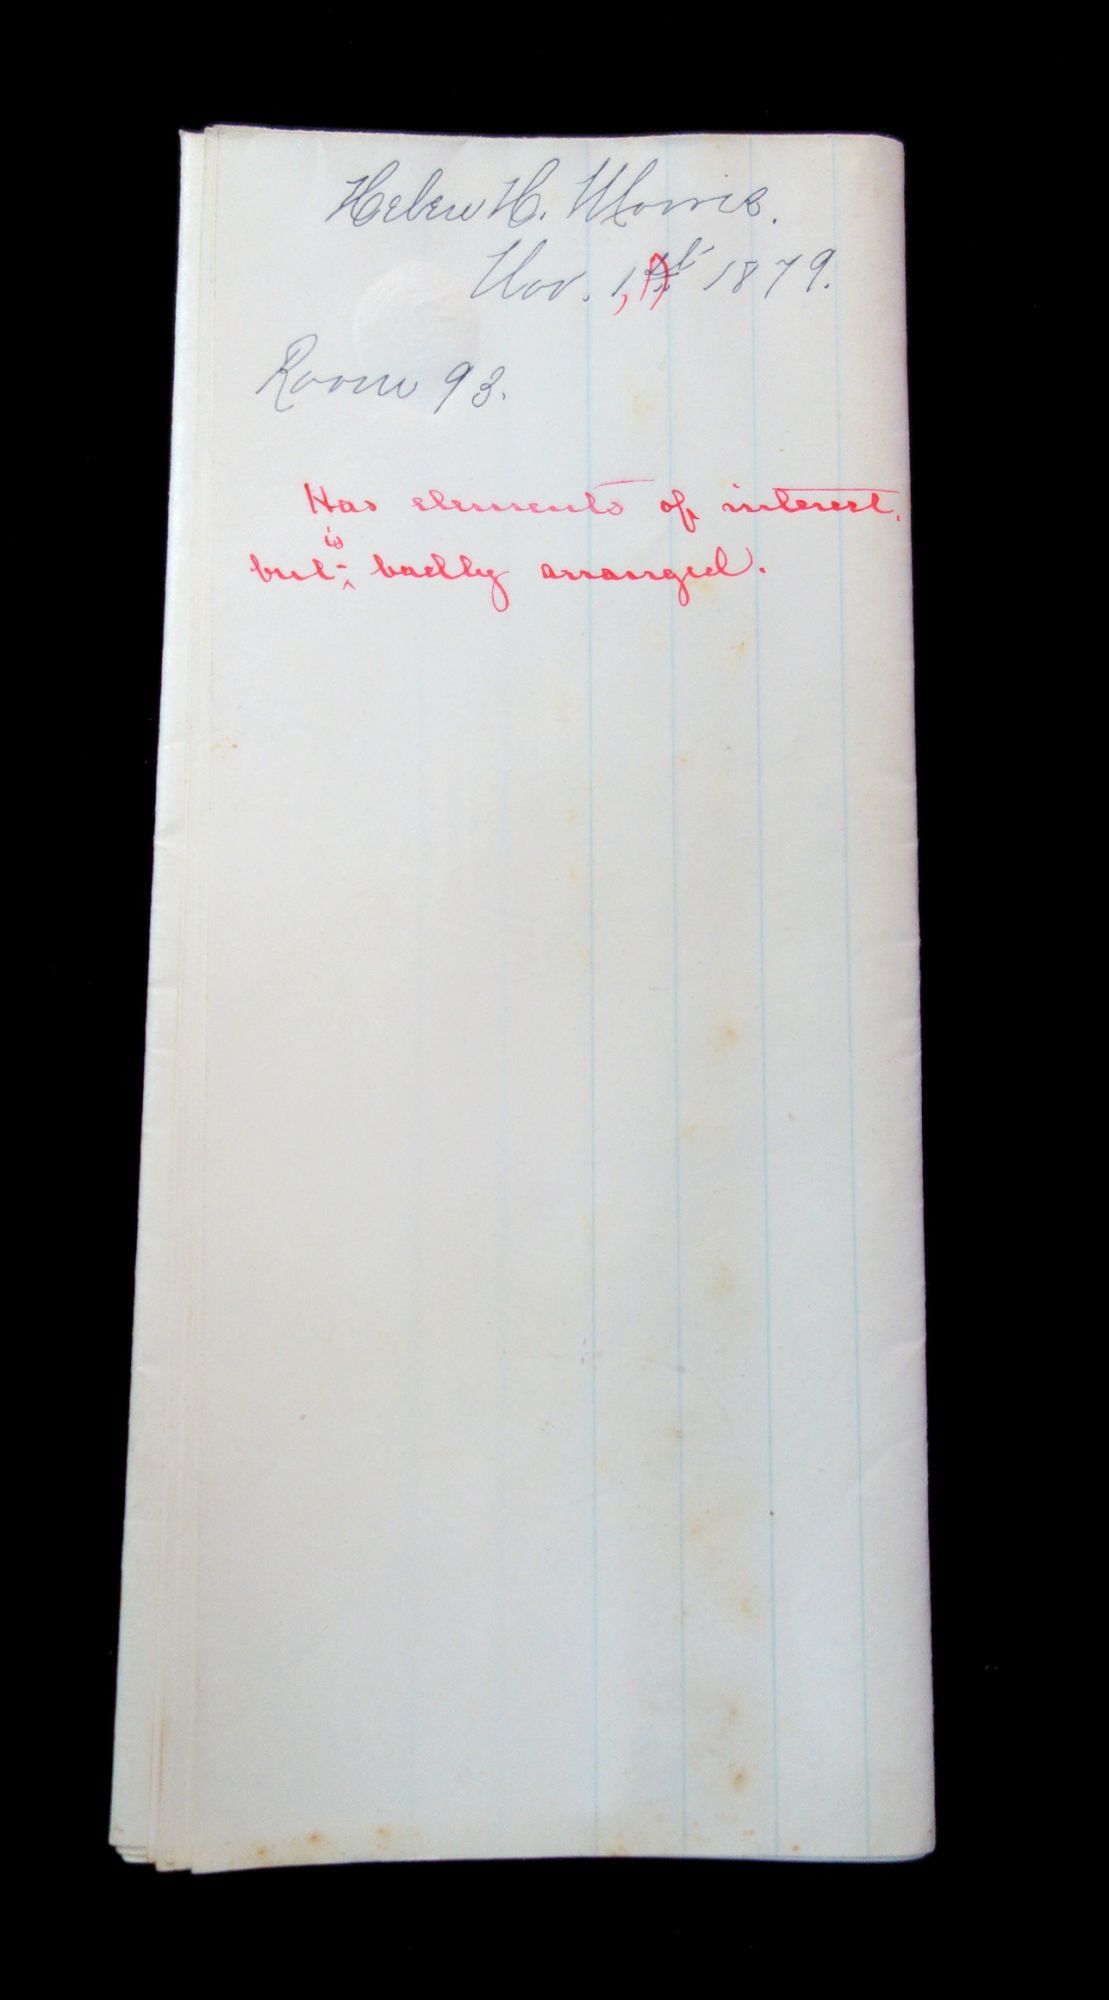 Helen H. Morris.
Nov. 1st, 1879.
Room 93.
Has elements of interest,
but is badly arranged.